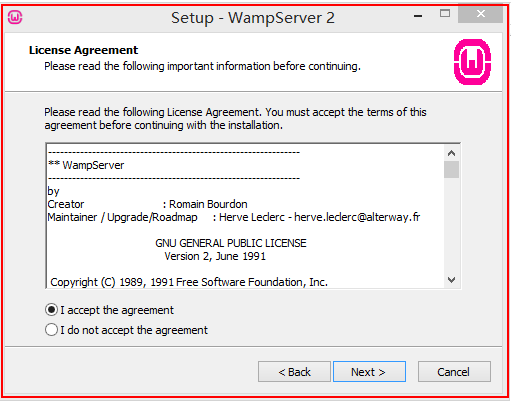 Setup - WampServer 2
License Agreement
Please read the following important information before continuing.
Please read the following License Agreement. You must accept the terms of this
agreement before continuing with the installation.
------------------------------------------------------------
** WampServer
------------------------------------------------------------
by
Creator : Romain Bourdon
Maintainer / Upgrade/Roadmap : Herve Leclerc - herve.leclerc@alterway.fr
GNU GENERAL PUBLIC LICENSE
Version 2, June 1991
Copyright (C) 1989, 1991 Free Software Foundation, Inc.
I accept the agreement
I do not accept the agreement
< Back Next > Cancel